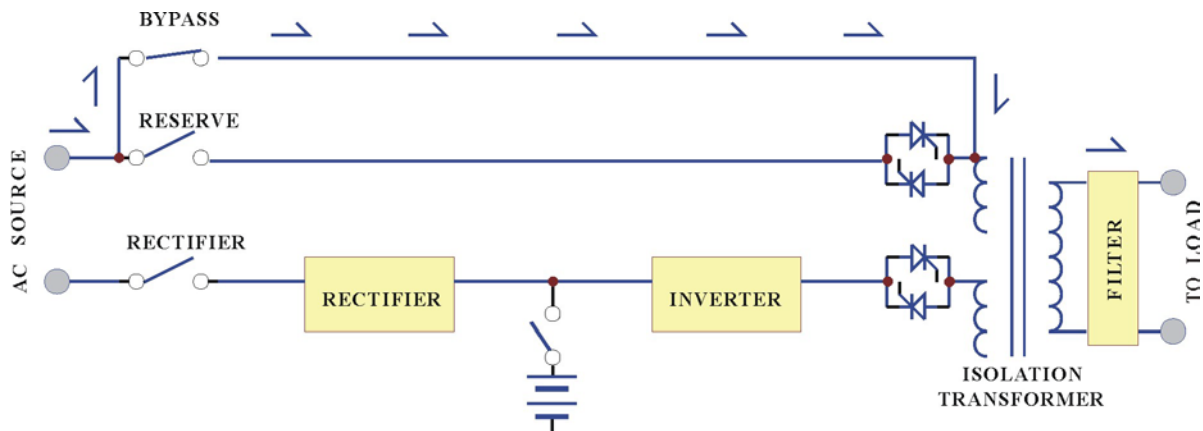 BYPASS
RESERVE
AC SOURCE
RECTIFIER
RECTIFIER
INVERTER
FILTER
TO LOAD
ISOLATION
TRANSFORMER